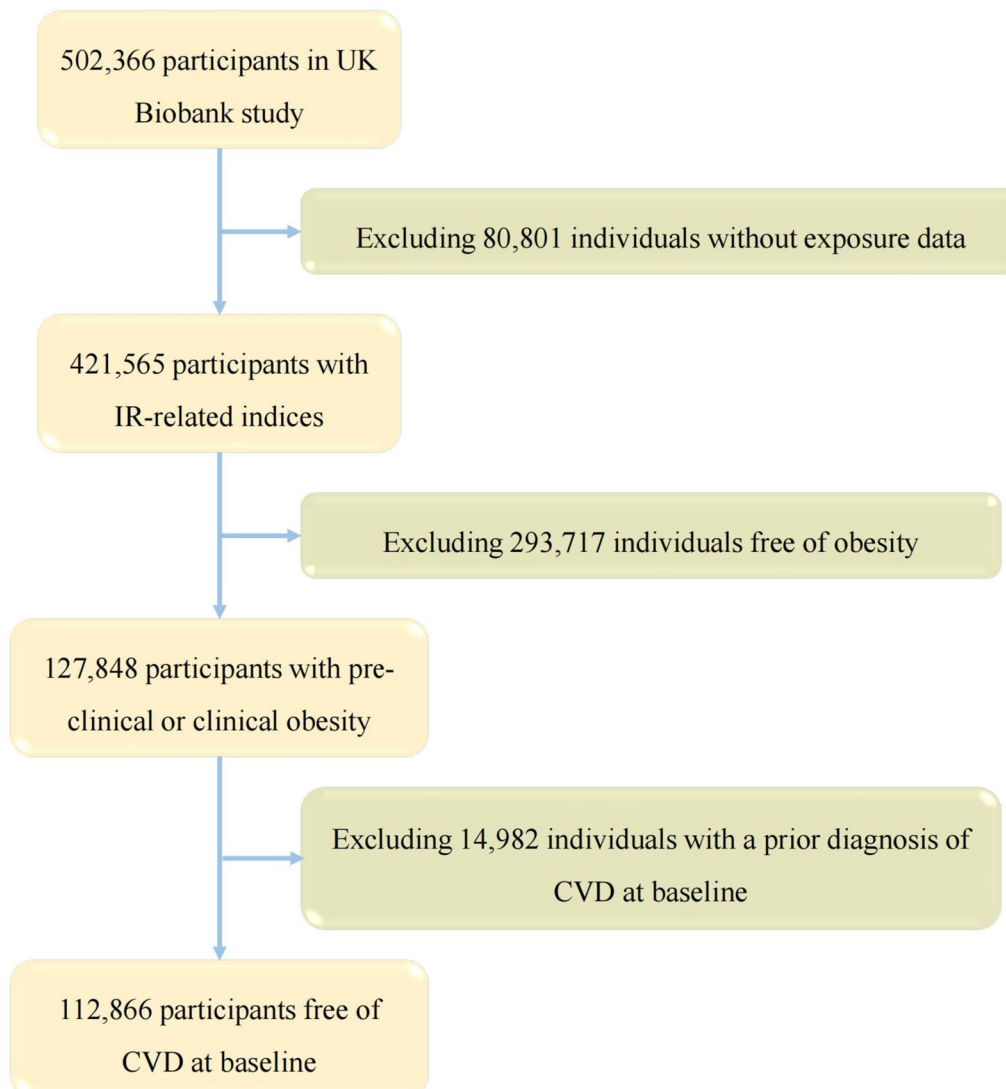 502,366 participants in UK
Biobank study
Excluding 80,801 individuals without exposure data
421,565 participants with
IR-related indices
Excluding 293,717 individuals free of obesity
127,848 participants with pre-
clinical or clinical obesity
Excluding 14,982 individuals with a prior diagnosis of
CVD at baseline
112,866 participants free of
CVD at baseline